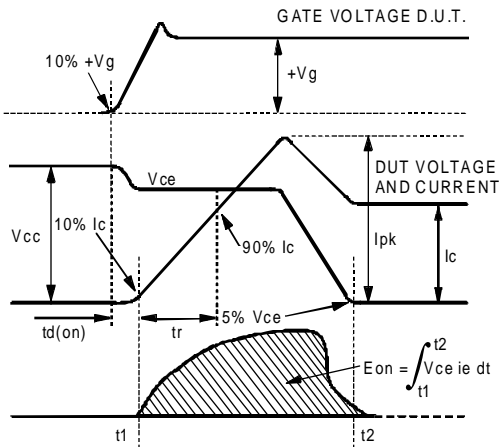 GATE VOLTAGE D.U.T.
10% +Vg
+Vg
Vce
DUT VOLTAGE
AND CURRENT
Vcc
10% Ic
90% Ic
Ipk
Ic
td(on)
tr
5% Vce
Eon = ∫ Vce ie dt
t2
t1
t1
t2